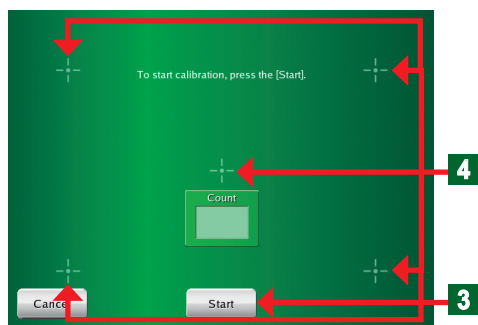 To start calibration, press the [Start].
4
Count
Cancel
Start
3